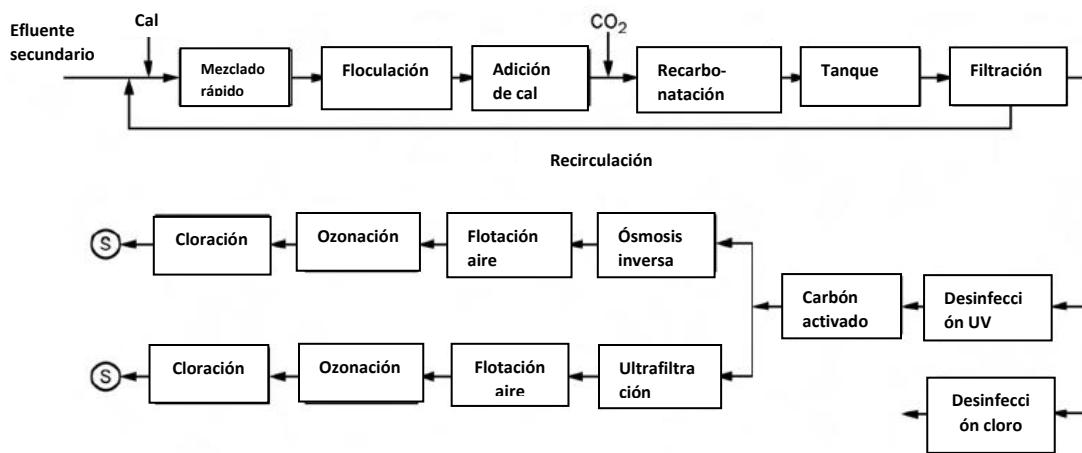 Efluente
secundario
Cal
Mezclado
rápido
Floculación
Adición
de cal
CO2
Recarbo-
natación
Tanque
Filtración
Recirculación
S
Cloración
Ozonación
Flotación
aire
Ósmosis
inversa
Carbón
activado
Desinfecci
ón UV
S
Cloración
Ozonación
Flotación
aire
Ultrafiltra
ción
Desinfecci
ón cloro